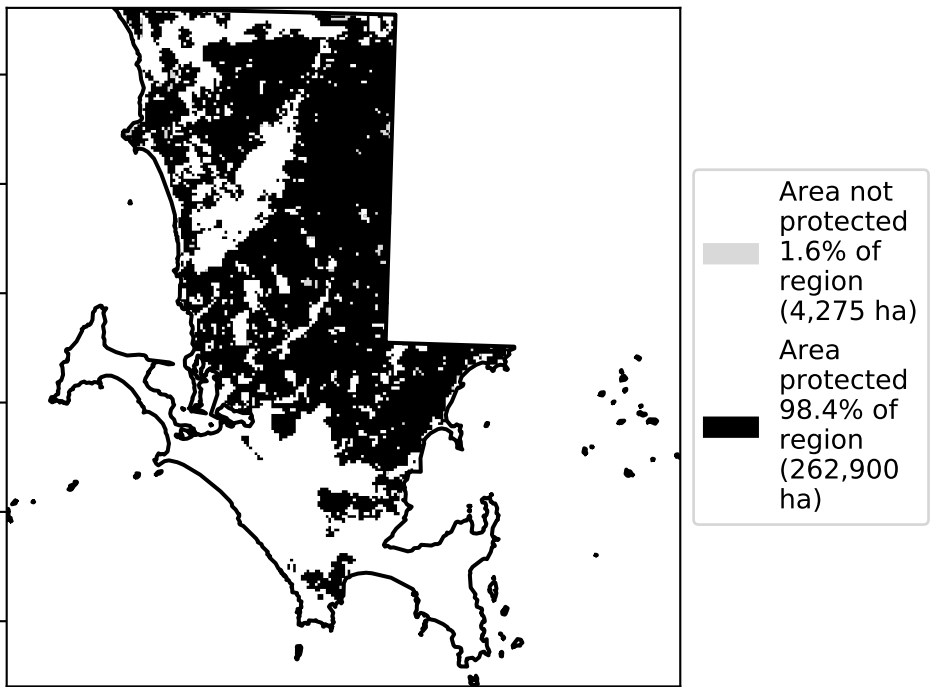 Area not
protected
1.6% of
region
(4,275 ha)
Area
protected
98.4% of
region
(262,900
ha)